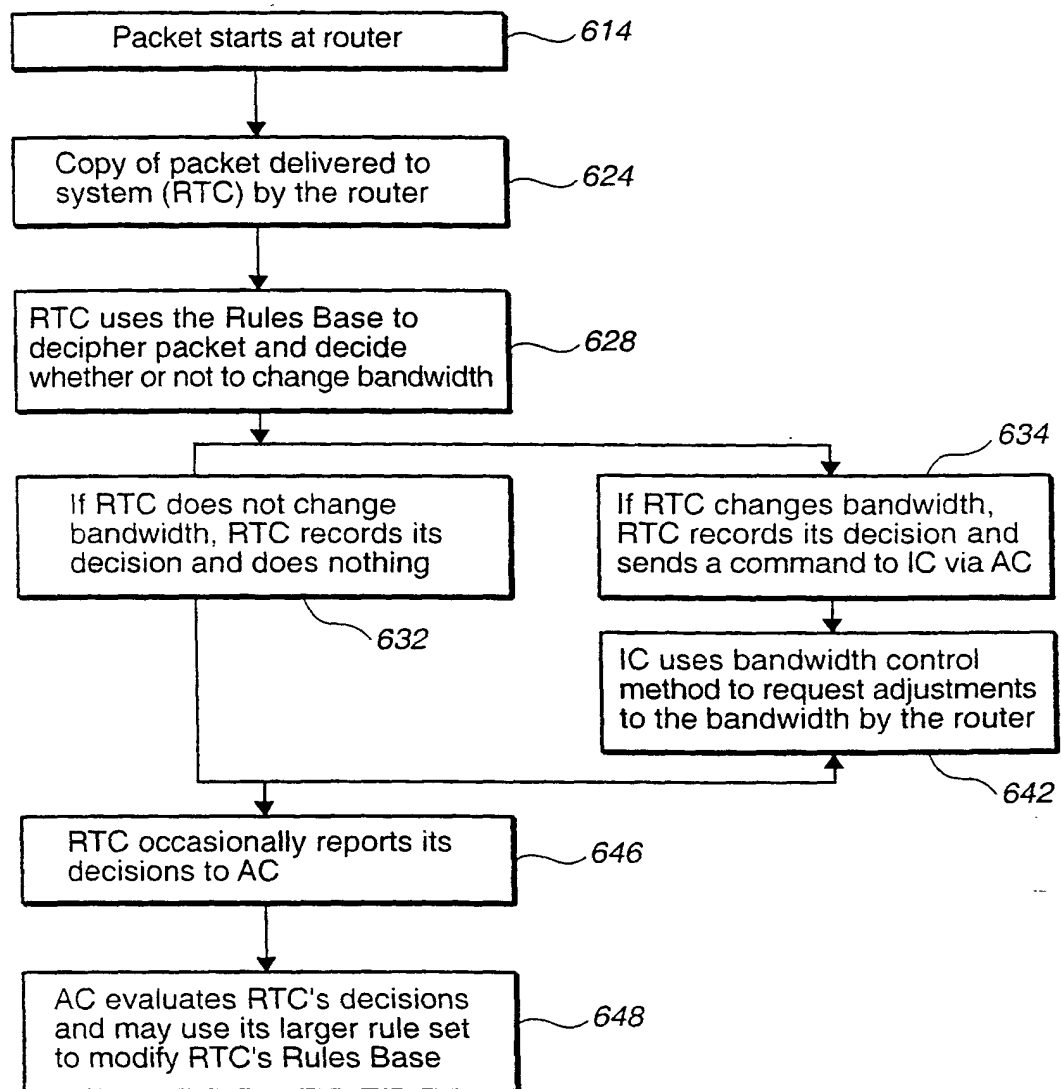 Packet starts at router
614
Copy of packet delivered to
system (RTC) by the router
624
RTC uses the Rules Base to
decipher packet and decide
whether or not to change bandwidth
628
634
If RTC does not change
bandwidth, RTC records its
decision and does nothing
632
If RTC changes bandwidth,
RTC records its decision and
sends a command to IC via AC
IC uses bandwidth control
method to request adjustments
to the bandwidth by the router
642
RTC occasionally reports its
decisions to AC
646
AC evaluates RTC's decisions
and may use its larger rule set
to modify RTC's Rules Base
648